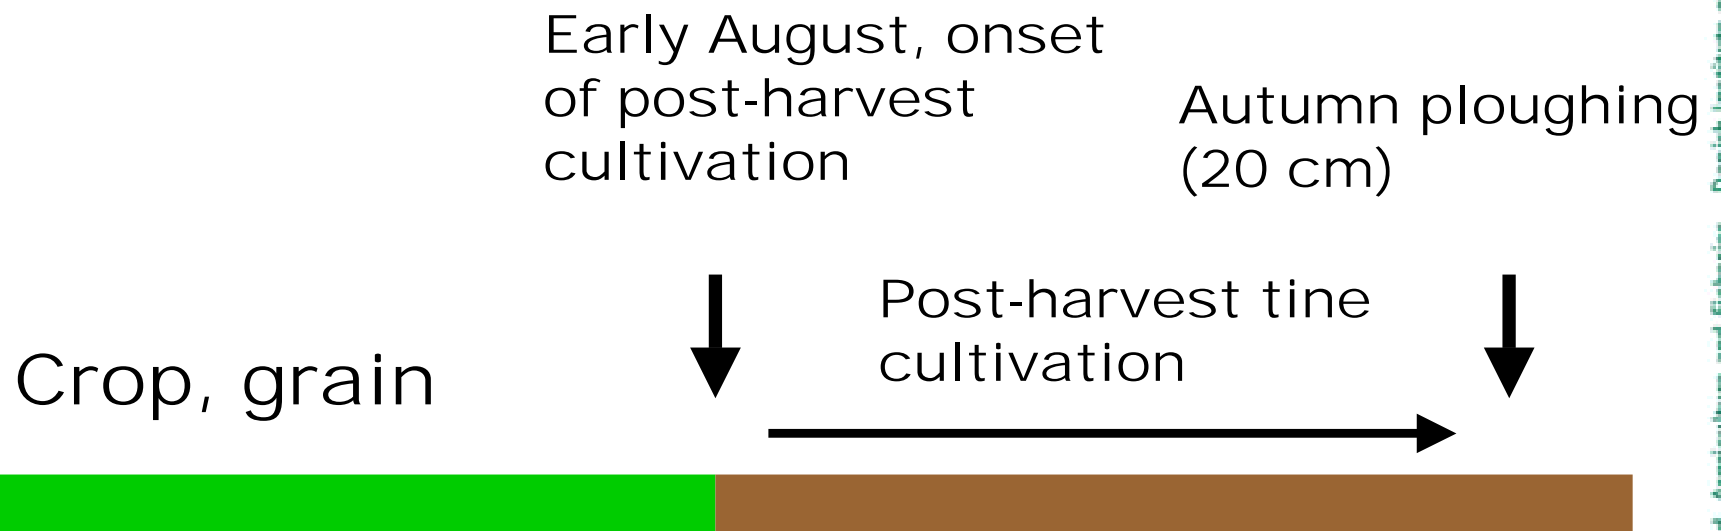 Early August, onset
of post-harvest
cultivation
Autumn ploughing
(20 cm)
Post-harvest tine
cultivation
Crop, grain